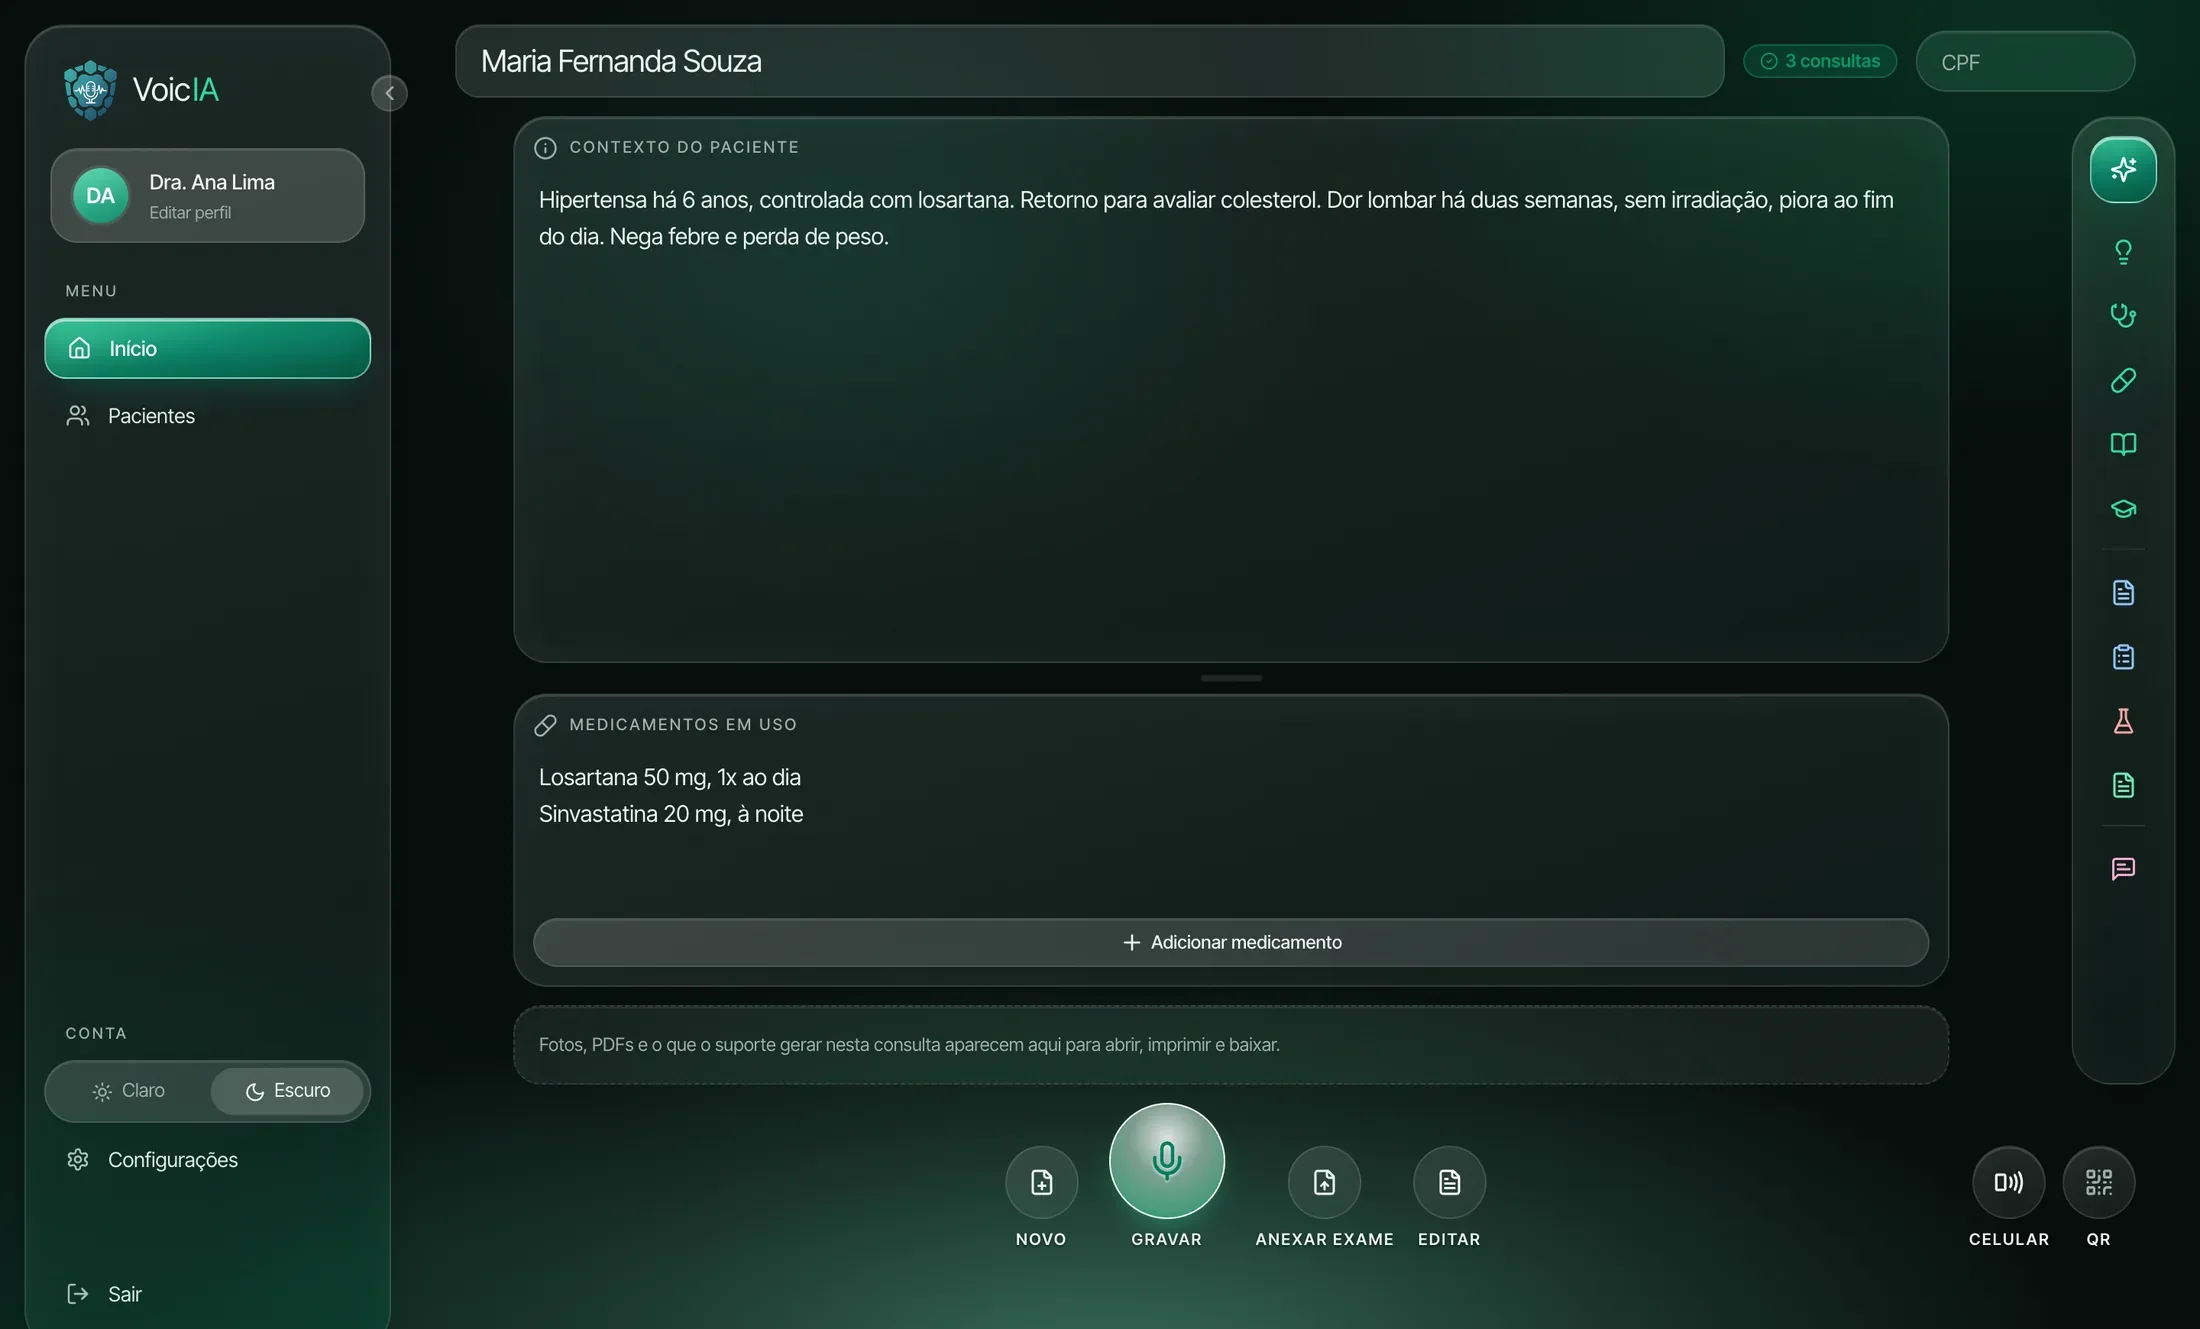 VoicIA
DA
Dra. Ana Lima
Editar perfil
MENU
Início
Pacientes
CONTA
Claro
Escuro
Configurações
Sair
Maria Fernanda Souza
3 consultas
CPF
CONTEXTO DO PACIENTE
Hipertensa há 6 anos, controlada com losartana. Retorno para avaliar colesterol. Dor lombar há duas semanas, sem irradiação, piora ao fim
do dia. Nega febre e perda de peso.
MEDICAMENTOS EM USO
Losartana 50 mg, 1x ao dia
Sinvastatina 20 mg, à noite
Adicionar medicamento
Fotos, PDFs e o que o suporte gerar nesta consulta aparecem aqui para abrir, imprimir e baixar.
NOVO
GRAVAR
ANEXAR EXAME
EDITAR
CELULAR
QR